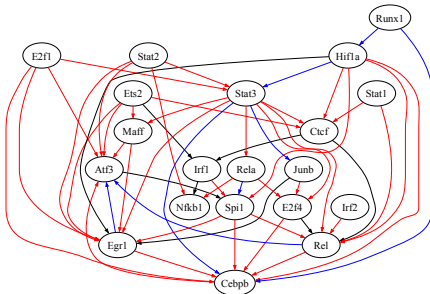 Runx1
E2f1 Stat2 Hif1a
Ets2 Stat3 Stat1
Maff Ctcf
Atf3 Irf1 Rela Junb
Nfkb1 Spi1 E2f4 Irf2
Egr1 Rel
Cebpb